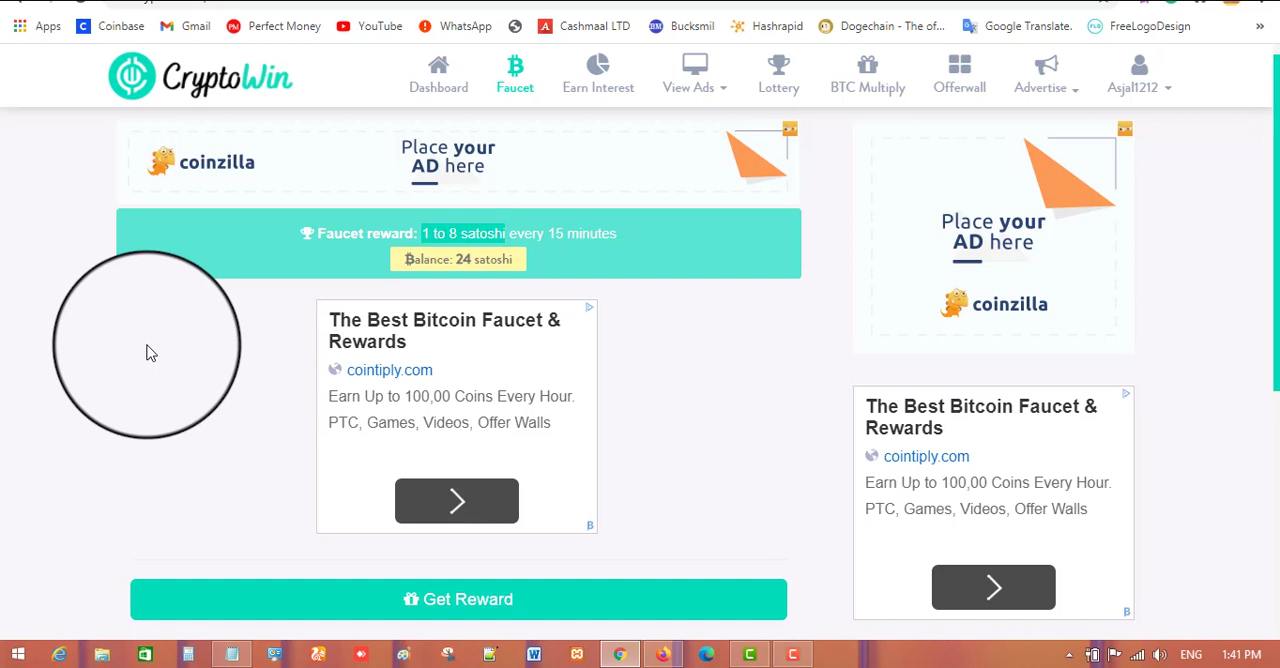 Apps Coinbase Gmail Perfect Money YouTube WhatsApp Cashmaal LTD Bucksmil Hashrapid Dogechain - The of... Google Translate. FreeLogoDesign »
CryptoWin
Dashboard
Faucet
Earn Interest
View Ads
Lottery
BTC Multiply
Offerwall
Advertise
Asjal1212
coinzilla
Place your
AD here
Faucet reward: 1 to 8 satoshi every 15 minutes
Balance: 24 satoshi
The Best Bitcoin Faucet &
Rewards
cointiply.com
Earn Up to 100,00 Coins Every Hour.
PTC, Games, Videos, Offer Walls
Get Reward
Place your
AD here
coinzilla
The Best Bitcoin Faucet &
Rewards
cointiply.com
Earn Up to 100,00 Coins Every Hour.
PTC, Games, Videos, Offer Walls
ENG 1:41 PM